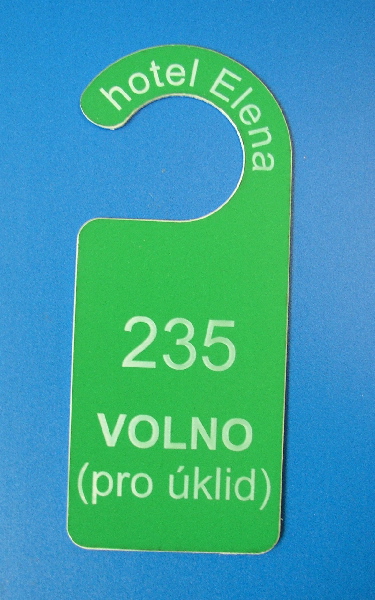 hotel Elena
235
VOLNO
(pro úklid)